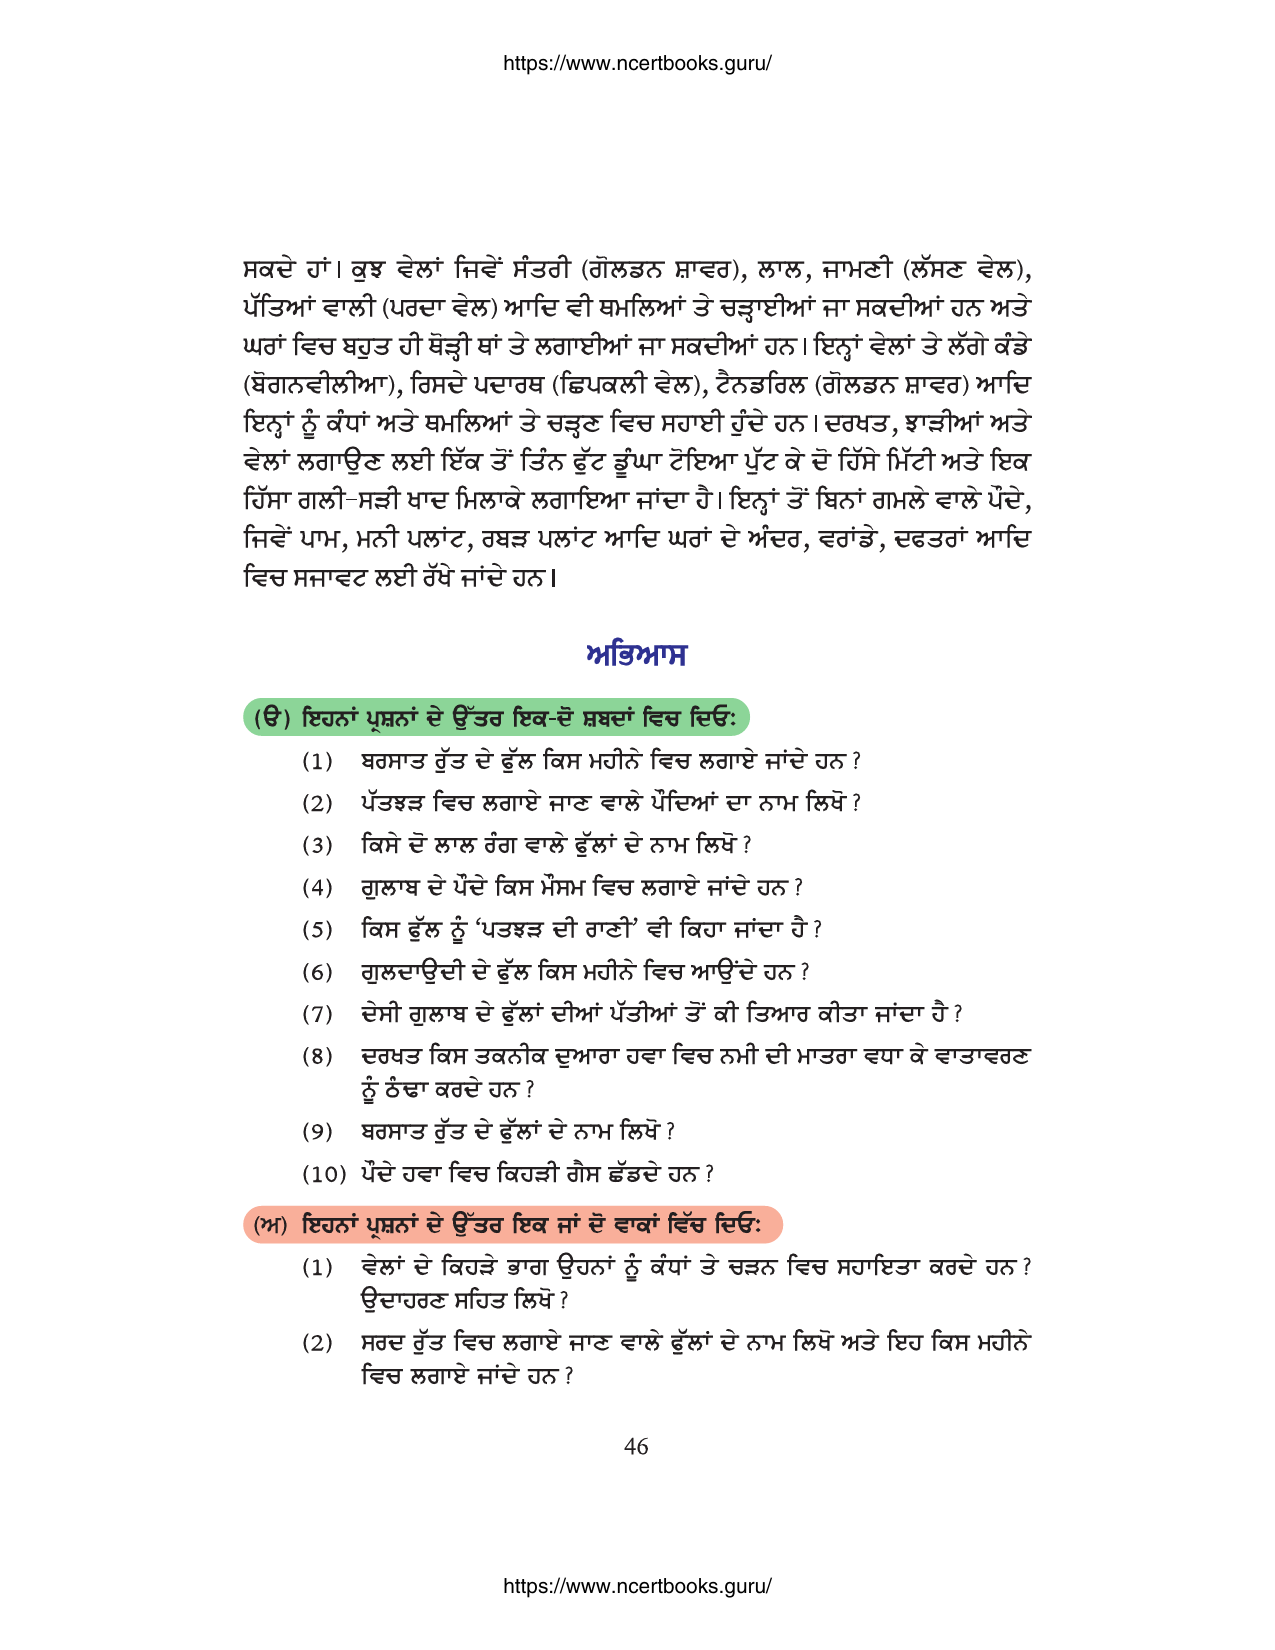 https://www.ncertbooks.guru/
ਸਕਦੇ ਹਾਂ। ਕੁਝ ਵੇਲਾਂ ਜਿਵੇਂ ਸੰਤਰੀ (ਗੋਲਡਨ ਸ਼ਾਵਰ), ਲਾਲ, ਜਾਮਣੀ (ਲੱਸਣ ਵੇਲ),
ਪੱਤਿਆਂ ਵਾਲੀ (ਪਰਦਾ ਵੇਲ) ਆਦਿ ਵੀ ਥਮਲਿਆਂ ਤੇ ਚੜ੍ਹਾਈਆਂ ਜਾ ਸਕਦੀਆਂ ਹਨ ਅਤੇ
ਘਰਾਂ ਵਿਚ ਬਹੁਤ ਹੀ ਥੋੜ੍ਹੀ ਥਾਂ ਤੇ ਲਗਾਈਆਂ ਜਾ ਸਕਦੀਆਂ ਹਨ। ਇਨ੍ਹਾਂ ਵੇਲਾਂ ਤੇ ਲੱਗੇ ਕੰਡੇ
(ਬੋਗਨਵੀਲੀਆ), ਰਿਸਦੇ ਪਦਾਰਥ (ਛਿਪਕਲੀ ਵੇਲ), ਟੈਨਡਰਿਲ (ਗੋਲਡਨ ਸ਼ਾਵਰ) ਆਦਿ
ਇਨ੍ਹਾਂ ਨੂੰ ਕੰਧਾਂ ਅਤੇ ਥਮਲਿਆਂ ਤੇ ਚੜ੍ਹਣ ਵਿਚ ਸਹਾਈ ਹੁੰਦੇ ਹਨ। ਦਰਖਤ, ਝਾੜੀਆਂ ਅਤੇ
ਵੇਲਾਂ ਲਗਾਉਣ ਲਈ ਇੱਕ ਤੋਂ ਤਿੰਨ ਫੁੱਟ ਡੂੰਘਾ ਟੋਇਆ ਪੁੱਟ ਕੇ ਦੋ ਹਿੱਸੇ ਮਿੱਟੀ ਅਤੇ ਇਕ
ਹਿੱਸਾ ਗਲੀ-ਸੜੀ ਖਾਦ ਮਿਲਾਕੇ ਲਗਾਇਆ ਜਾਂਦਾ ਹੈ। ਇਨ੍ਹਾਂ ਤੋਂ ਬਿਨਾਂ ਗਮਲੇ ਵਾਲੇ ਪੌਦੇ,
ਜਿਵੇਂ ਪਾਮ, ਮਨੀ ਪਲਾਂਟ, ਰਬੜ ਪਲਾਂਟ ਆਦਿ ਘਰਾਂ ਦੇ ਅੰਦਰ, ਵਰਾਂਡੇ, ਦਫਤਰਾਂ ਆਦਿ
ਵਿਚ ਸਜਾਵਟ ਲਈ ਰੱਖੇ ਜਾਂਦੇ ਹਨ।
ਅਭਿਆਸ
(ੳ) ਇਹਨਾਂ ਪ੍ਰਸ਼ਨਾਂ ਦੇ ਉੱਤਰ ਇਕ-ਦੋ ਸ਼ਬਦਾਂ ਵਿਚ ਦਿਓ:
(1) ਬਰਸਾਤ ਰੁੱਤ ਦੇ ਫੁੱਲ ਕਿਸ ਮਹੀਨੇ ਵਿਚ ਲਗਾਏ ਜਾਂਦੇ ਹਨ ?
(2) ਪੱਤਝੜ ਵਿਚ ਲਗਾਏ ਜਾਣ ਵਾਲੇ ਪੌਦਿਆਂ ਦਾ ਨਾਮ ਲਿਖੋ ?
(3) ਕਿਸੇ ਦੋ ਲਾਲ ਰੰਗ ਵਾਲੇ ਫੁੱਲਾਂ ਦੇ ਨਾਮ ਲਿਖੋ ?
(4) ਗੁਲਾਬ ਦੇ ਪੌਦੇ ਕਿਸ ਮੌਸਮ ਵਿਚ ਲਗਾਏ ਜਾਂਦੇ ਹਨ ?
(5) ਕਿਸ ਫੁੱਲ ਨੂੰ ‘ਪਤਝੜ ਦੀ ਰਾਣੀ’ ਵੀ ਕਿਹਾ ਜਾਂਦਾ ਹੈ ?
(6) ਗੁਲਦਾਉਦੀ ਦੇ ਫੁੱਲ ਕਿਸ ਮਹੀਨੇ ਵਿਚ ਆਉਂਦੇ ਹਨ ?
(7) ਦੇਸੀ ਗੁਲਾਬ ਦੇ ਫੁੱਲਾਂ ਦੀਆਂ ਪੱਤੀਆਂ ਤੋਂ ਕੀ ਤਿਆਰ ਕੀਤਾ ਜਾਂਦਾ ਹੈ ?
(8) ਦਰਖਤ ਕਿਸ ਤਕਨੀਕ ਦੁਆਰਾ ਹਵਾ ਵਿਚ ਨਮੀ ਦੀ ਮਾਤਰਾ ਵਧਾ ਕੇ ਵਾਤਾਵਰਣ
ਨੂੰ ਠੰਢਾ ਕਰਦੇ ਹਨ ?
(9) ਬਰਸਾਤ ਰੁੱਤ ਦੇ ਫੁੱਲਾਂ ਦੇ ਨਾਮ ਲਿਖੋ ?
(10) ਪੌਦੇ ਹਵਾ ਵਿਚ ਕਿਹੜੀ ਗੈਸ ਛੱਡਦੇ ਹਨ ?
(ਅ) ਇਹਨਾਂ ਪ੍ਰਸ਼ਨਾਂ ਦੇ ਉੱਤਰ ਇਕ ਜਾਂ ਦੋ ਵਾਕਾਂ ਵਿੱਚ ਦਿਓ:
(1) ਵੇਲਾਂ ਦੇ ਕਿਹੜੇ ਭਾਗ ਉਹਨਾਂ ਨੂੰ ਕੰਧਾਂ ਤੇ ਚੜਨ ਵਿਚ ਸਹਾਇਤਾ ਕਰਦੇ ਹਨ ?
ਉਦਾਹਰਣ ਸਹਿਤ ਲਿਖੋ ?
(2) ਸਰਦ ਰੁੱਤ ਵਿਚ ਲਗਾਏ ਜਾਣ ਵਾਲੇ ਫੁੱਲਾਂ ਦੇ ਨਾਮ ਲਿਖੋ ਅਤੇ ਇਹ ਕਿਸ ਮਹੀਨੇ
ਵਿਚ ਲਗਾਏ ਜਾਂਦੇ ਹਨ ?
46
https://www.ncertbooks.guru/